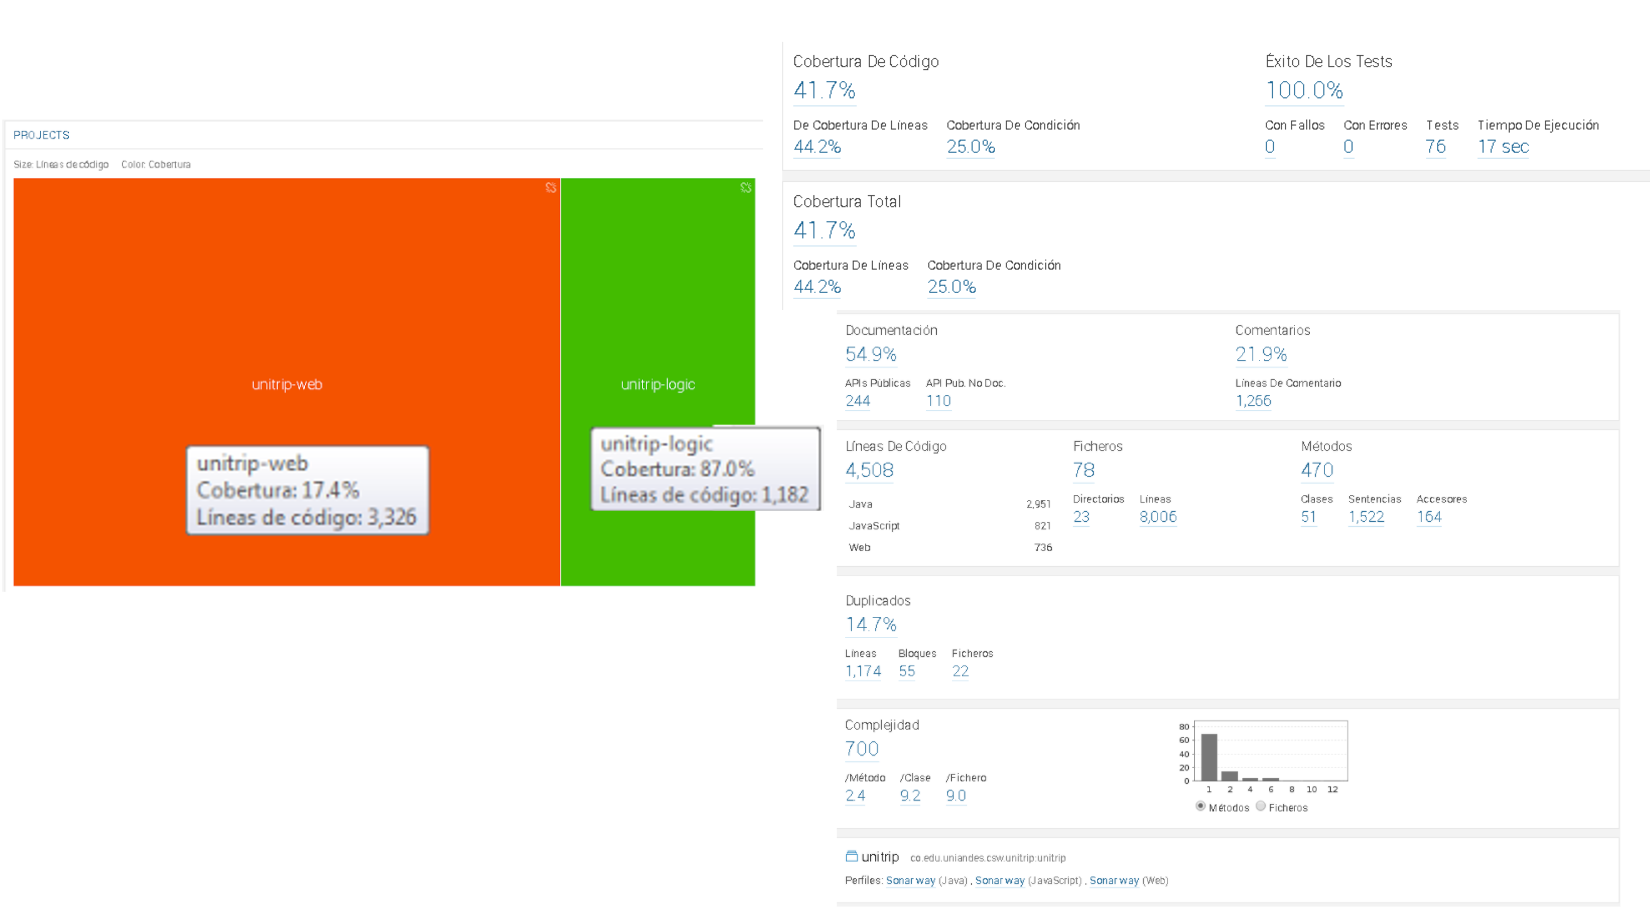 PROJECTS
Size: Líneas de código Color: Cobertura
unitrip-web
unitrip-logic
unitrip-web
Cobertura: 17.4%
Líneas de código: 3,326
unitrip-logic
Cobertura: 87.0%
Líneas de código: 1,182
Cobertura De Código
41.7%
De Cobertura De Líneas Cobertura De Condición
44.2% 25.0%
Éxito De Los Tests
100.0%
Con Fallos Con Errores Tests Tiempo De Ejecución
0 0 76 17 sec
Cobertura Total
41.7%
Cobertura De Líneas Cobertura De Condición
44.2% 25.0%
Documentación
54.9%
APIs Públicas API Pub. No Doc.
244 110
Comentarios
21.9%
Líneas De Comentario
1,266
Líneas De Código
4,508
Java 2,951
JavaScript 821
Web 736
Ficheros
78
Directorios Líneas
23 8,006
Métodos
470
Clases Sentencias Accesores
51 1,522 164
Duplicados
14.7%
Líneas Bloques Ficheros
1,174 55 22
Complejidad
700
/Método /Clase /Fichero
2.4 9.2 9.0
80
60
40
20
0
1 2 4 6 8 10 12
Métodos Ficheros
unitrip co.edu.uniandes.csw.unitrip:unitrip
Perfiles: Sonar way (Java) , Sonar way (JavaScript) , Sonar way (Web)